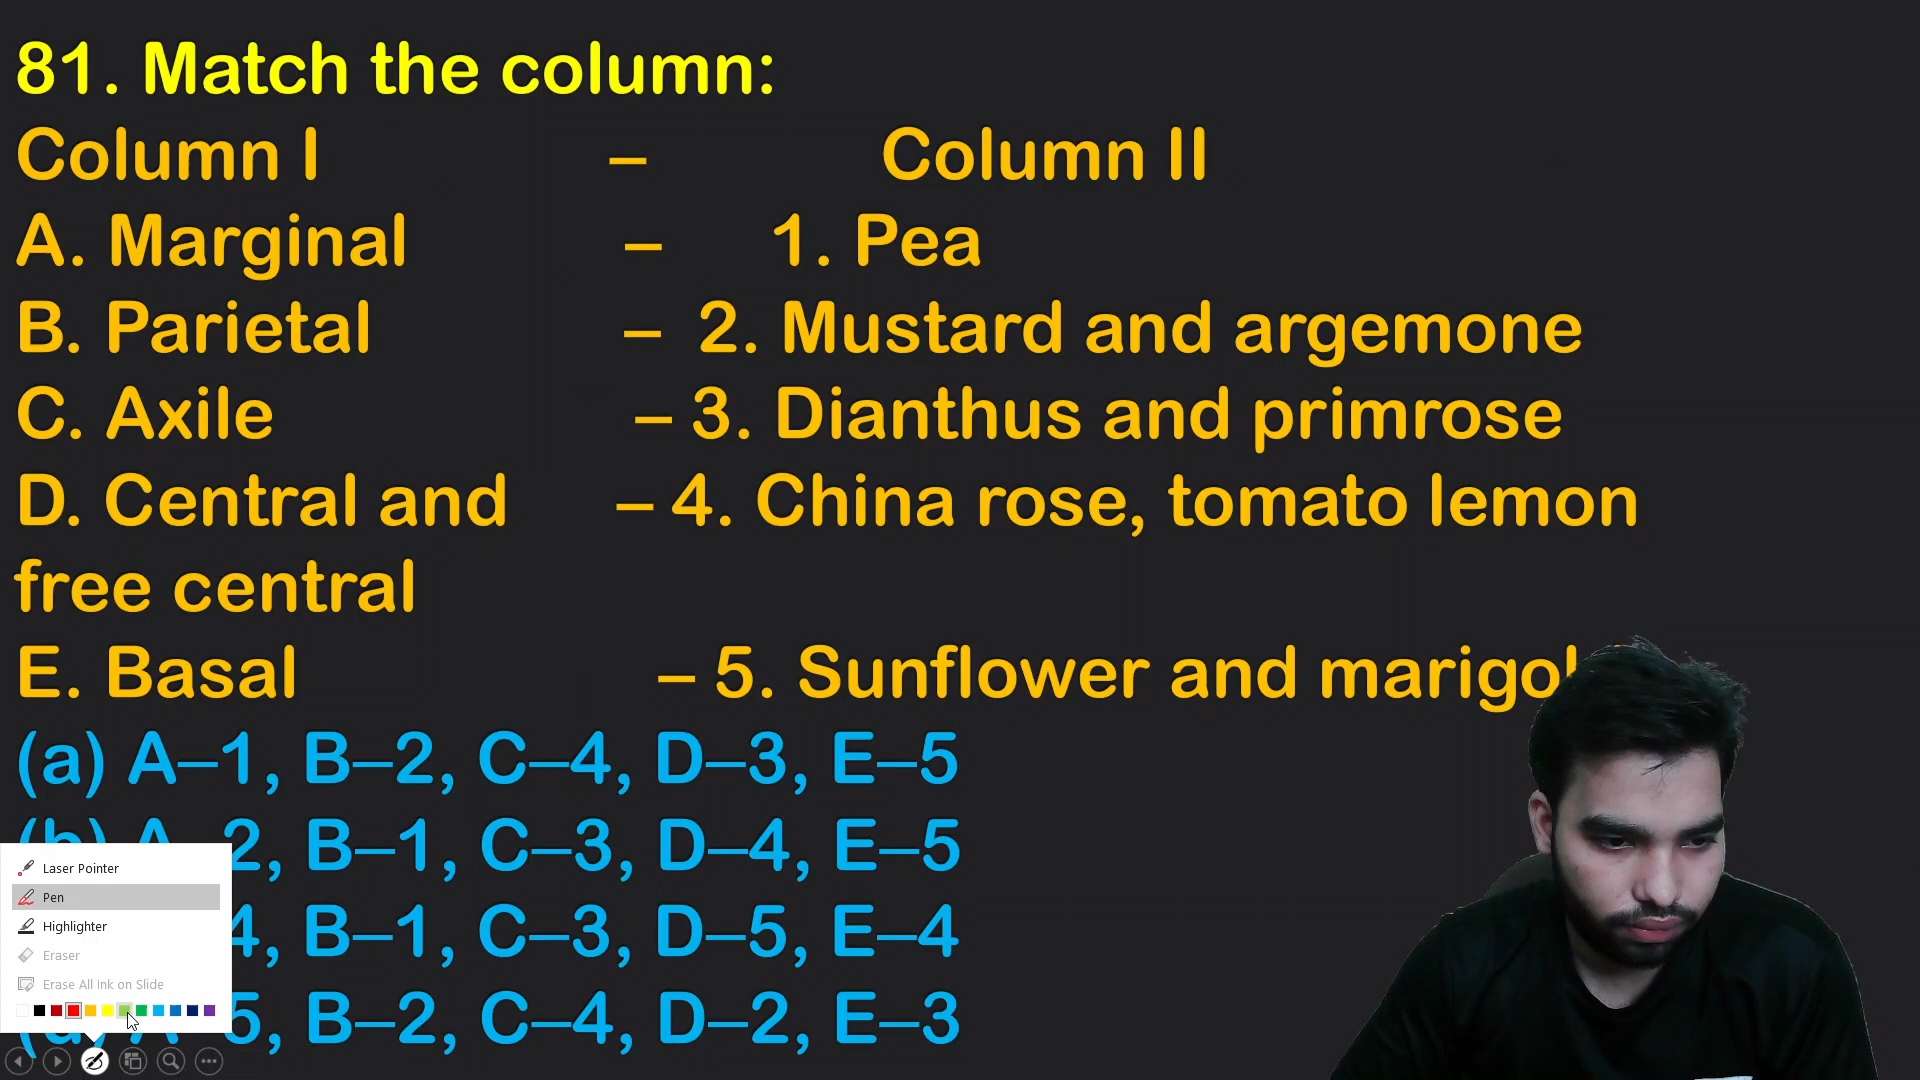 81. Match the column:
Column I – Column II
A. Marginal – 1. Pea
B. Parietal – 2. Mustard and argemone
C. Axile – 3. Dianthus and primrose
D. Central and – 4. China rose, tomato lemon
free central
E. Basal – 5. Sunflower and
(a) A–1, B–2, C–4, D–3, E–5
2, B–1, C–3, D–4, E–5
4, B–1, C–3, D–5, E–4
5, B–2, C–4, D–2, E–3
Laser Pointer
Pen
Highlighter
Eraser
Erase All Ink on Slide